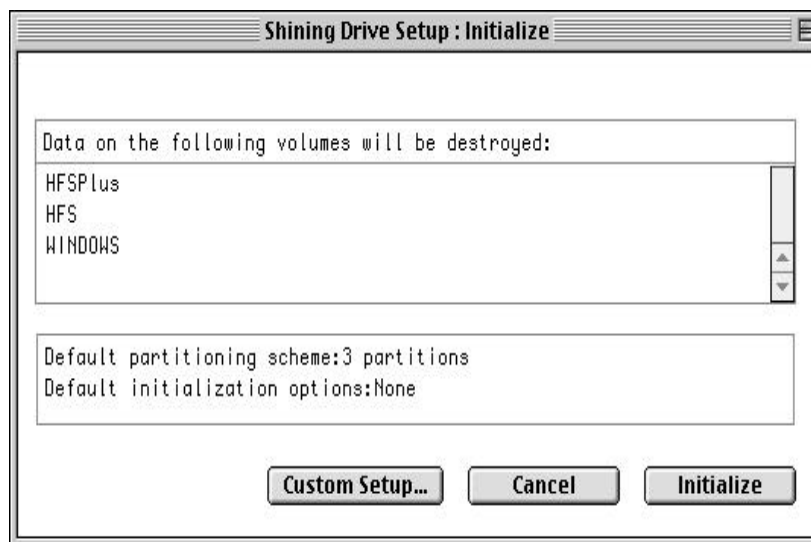 Shining Drive Setup : Initialize
Data on the following volumes will be destroyed:
HFSPlus
HFS
WINDOWS
Default partitioning scheme:3 partitions
Default initialization options:None
Custom Setup... Cancel Initialize